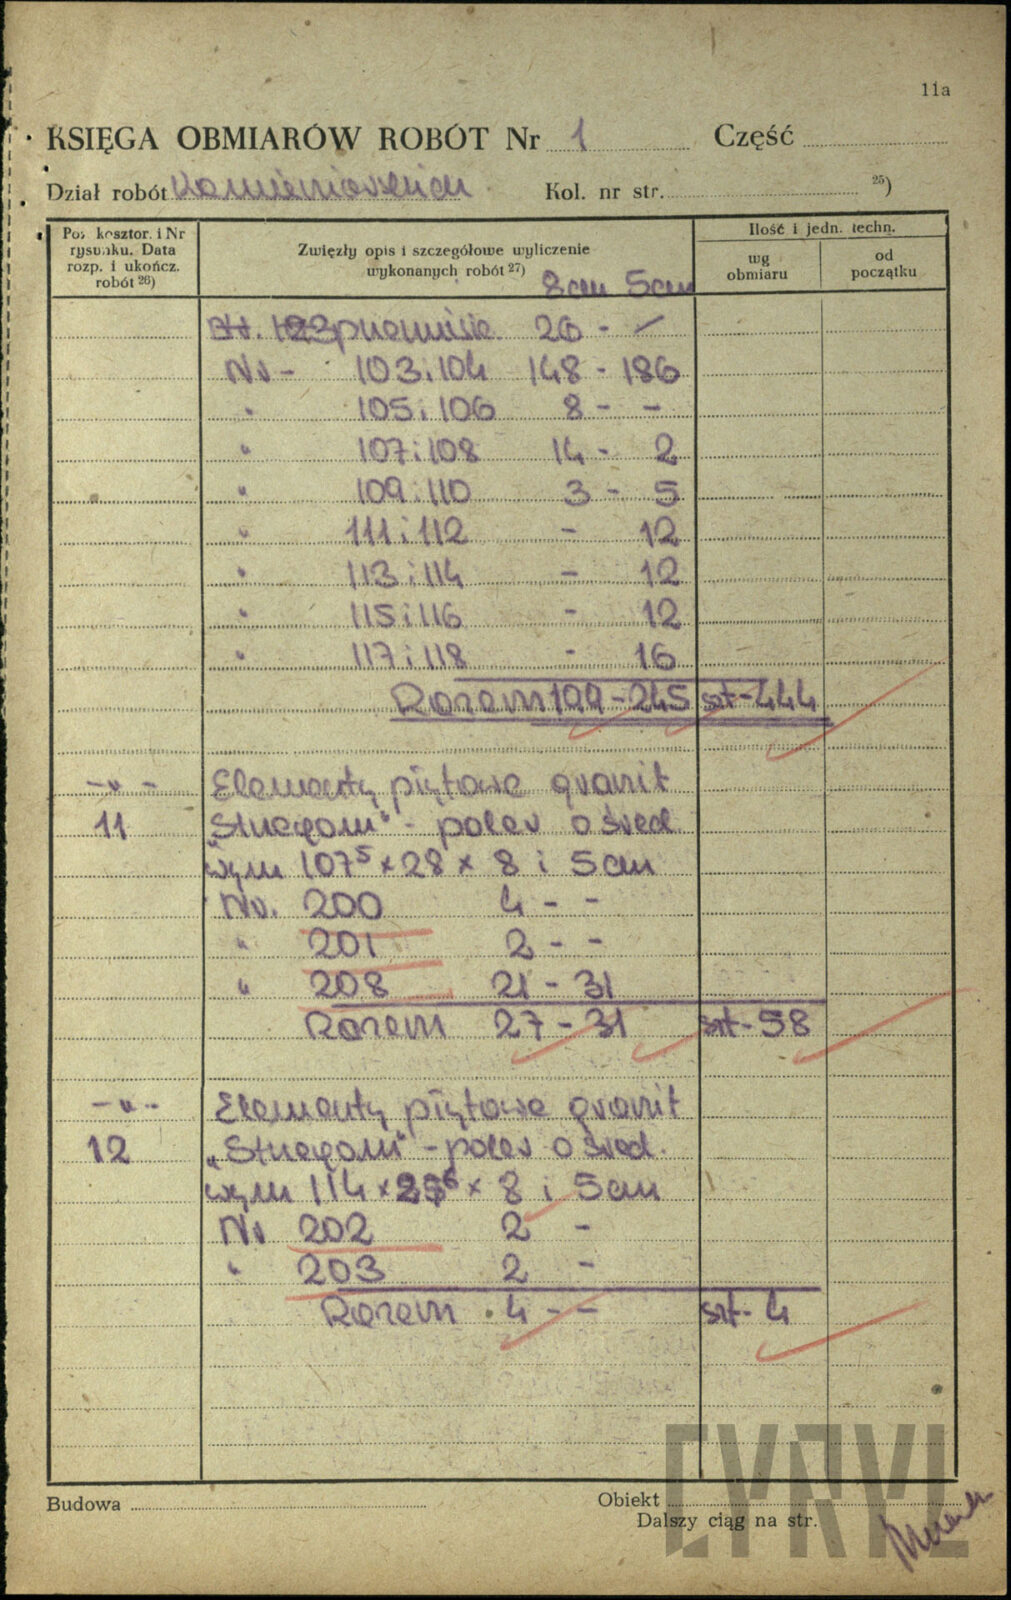 11a
KSIĘGA OBMIARÓW ROBÓT Nr 1 Część
Dział robót Kamieniarskich Kol. nr str. 25)
Poz. kosztor. i Nr rysunku. Data rozp. i ukończ. robót 26)
Zwięzły opis i szczegółowe wyliczenie wykonanych robót 27)
8cm 5cm
Ilość i jedn. techn.
wg obmiaru
od początku
przeniesie 26 - /
Nr - 103 i 104 148 - 186
" 105 i 106 8 - -
" 107 i 108 14 - 2
" 109 i 110 3 - 5
" 111 i 112 - 12
" 113 i 114 - 12
" 115 i 116 - 12
" 117 i 118 - 16
Razem 199 - 245 szt - 444
-"- Elementy płytowe granit
11 "Strzegom" - poler o śred
wym 107⁵ x 28 x 8 i 5cm
Nr. 200 4 - -
" 201 2 - -
" 208 21 - 31
Razem 27 - 31 szt - 58
-"- Elementy płytowe granit
12 „Strzegom" - poler o śred.
wym 114 x x 8 i 5cm
Nr 202 2 -
" 203 2 -
Razem 4 - - szt - 4
Budowa
Obiekt
Dalszy ciąg na str.
CYRYL